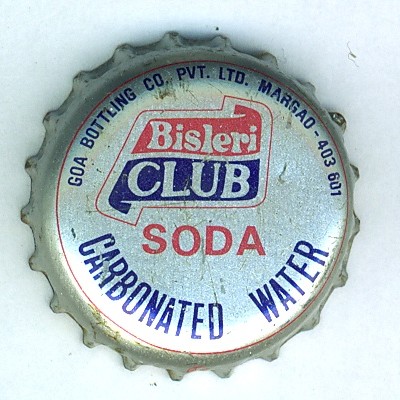 GOA BOTTLING CO. PVT. LTD. MARGAO - 403 601
Bisleri
CLUB
SODA
CARBONATED WATER